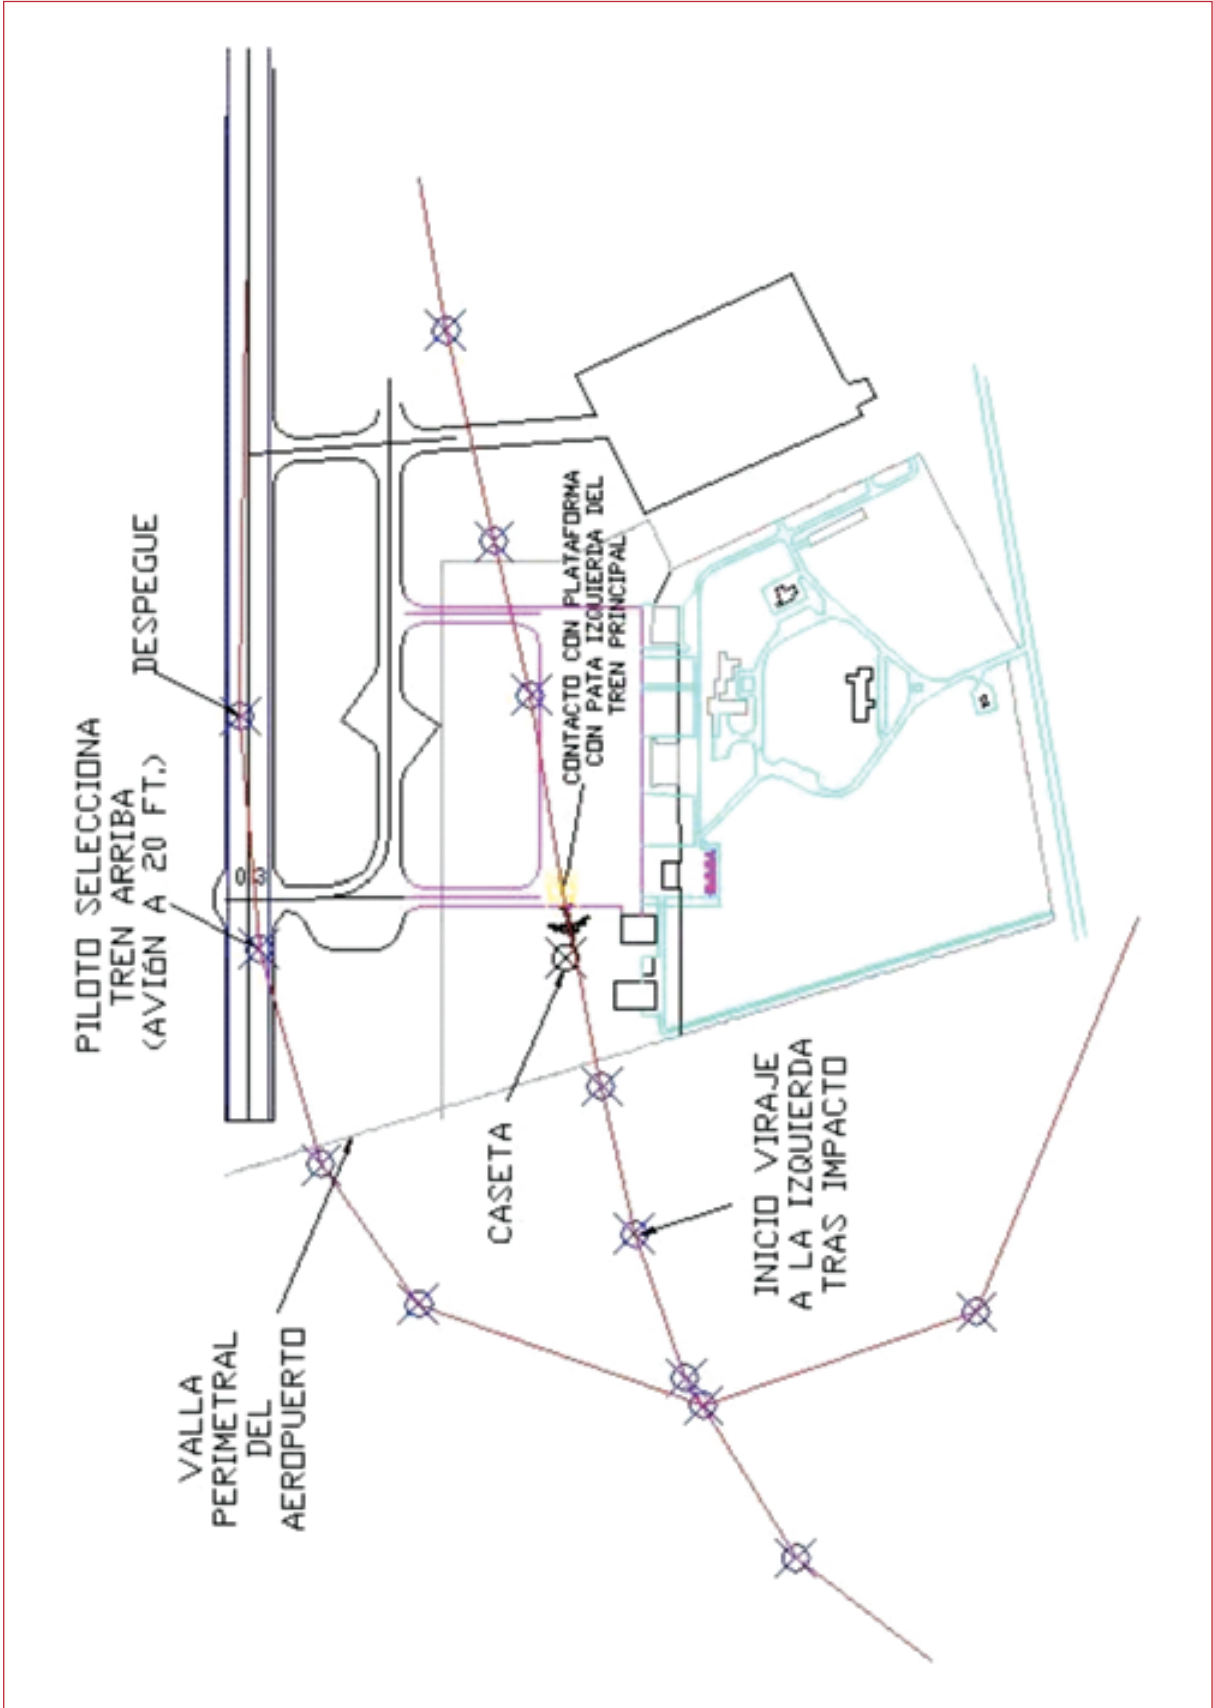 DESPEGUE
PILOTO SELECCIONA
TREN ARRIBA
(AVIÓN A 20 FT.)
03
CONTACTO CON PLATAFORMA
CON PATA IZQUIERDA DEL
TREN PRINCIPAL
CASETA
INICIO VIRAJE
A LA IZQUIERDA
TRAS IMPACTO
VALLA
PERIMETRAL
DEL
AEROPUERTO